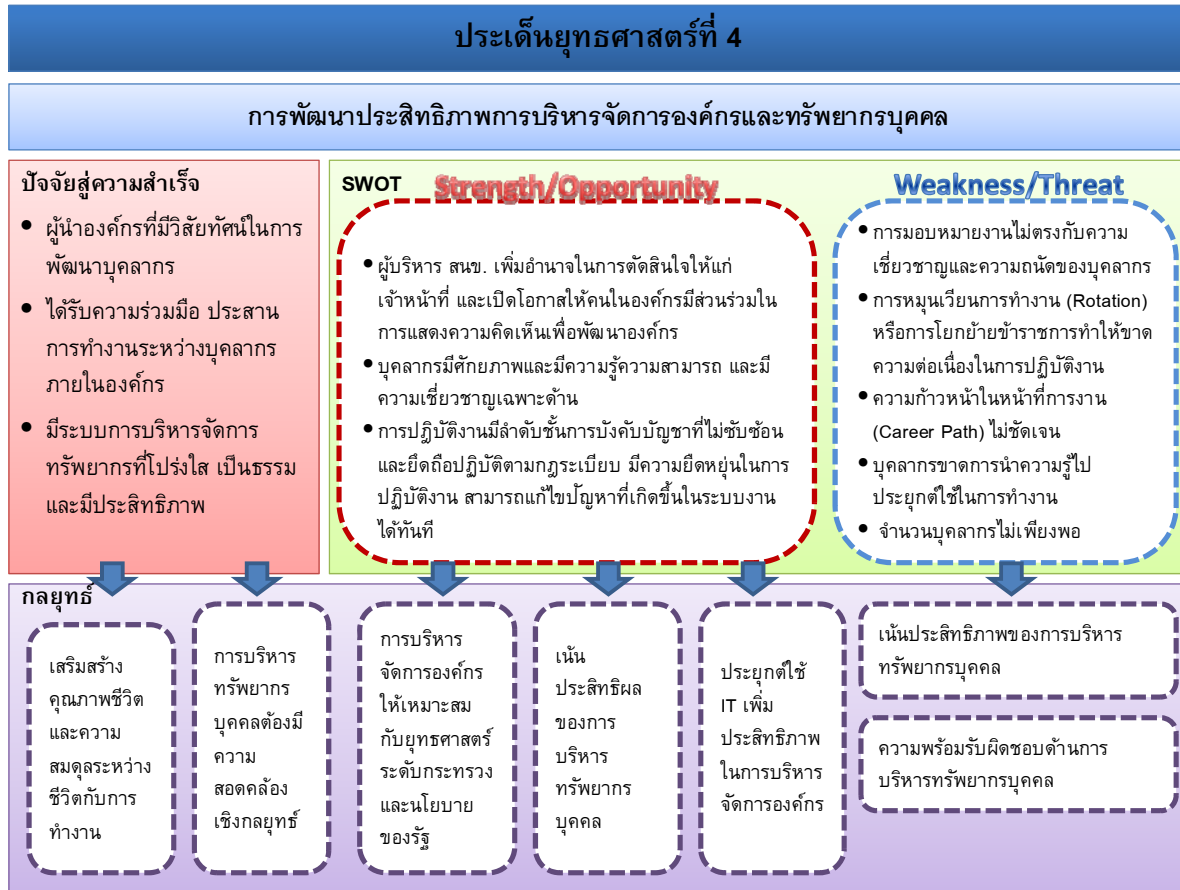 ประเด็นยุทธศาสตร์ที่ 4
การพัฒนาประสิทธิภาพการบริหารจัดการองค์กรและทรัพยากรบุคคล
ปัจจัยสู่ความสำเร็จ
• ผู้นำองค์กรที่มีวิสัยทัศน์ในการ
พัฒนาบุคลากร
• ได้รับความร่วมมือ ประสาน
การทำงานระหว่างบุคลากร
ภายในองค์กร
• มีระบบการบริหารจัดการ
ทรัพยากรที่โปร่งใส เป็นธรรม
และมีประสิทธิภาพ
SWOT
Strength/Opportunity
• ผู้บริหาร สนข. เพิ่มอำนาจในการตัดสินใจให้แก่
เจ้าหน้าที่ และเปิดโอกาสให้คนในองค์กรมีส่วนร่วมใน
การแสดงความคิดเห็นเพื่อพัฒนาองค์กร
• บุคลากรมีศักยภาพและมีความรู้ความสามารถ และมี
ความเชี่ยวชาญเฉพาะด้าน
• การปฏิบัติงานมีลำดับชั้นการบังคับบัญชาที่ไม่ซับซ้อน
และยึดถือปฏิบัติตามกฎระเบียบ มีความยืดหยุ่นในการ
ปฏิบัติงาน สามารถแก้ไขปัญหาที่เกิดขึ้นในระบบงาน
ได้ทันที
Weakness/Threat
• การมอบหมายงานไม่ตรงกับความ
เชี่ยวชาญและความถนัดของบุคลากร
• การหมุนเวียนการทำงาน (Rotation)
หรือการโยกย้ายข้าราชการทำให้ขาด
ความต่อเนื่องในการปฏิบัติงาน
• ความก้าวหน้าในหน้าที่การงาน
(Career Path) ไม่ชัดเจน
• บุคลากรขาดการนำความรู้ไป
ประยุกต์ใช้ในการทำงาน
• จำนวนบุคลากรไม่เพียงพอ
กลยุทธ์
เสริมสร้าง
คุณภาพชีวิต
และความ
สมดุลระหว่าง
ชีวิตกับการ
ทำงาน
การบริหาร
ทรัพยากร
บุคคลต้องมี
ความ
สอดคล้อง
เชิงกลยุทธ์
การบริหาร
จัดการองค์กร
ให้เหมาะสม
กับยุทธศาสตร์
ระดับกระทรวง
และนโยบาย
ของรัฐ
เน้น
ประสิทธิผล
ของการ
บริหาร
ทรัพยากร
บุคคล
ประยุกต์ใช้
IT เพิ่ม
ประสิทธิภาพ
ในการบริหาร
จัดการองค์กร
เน้นประสิทธิภาพของการบริหาร
ทรัพยากรบุคคล
ความพร้อมรับผิดชอบด้านการ
บริหารทรัพยากรบุคคล